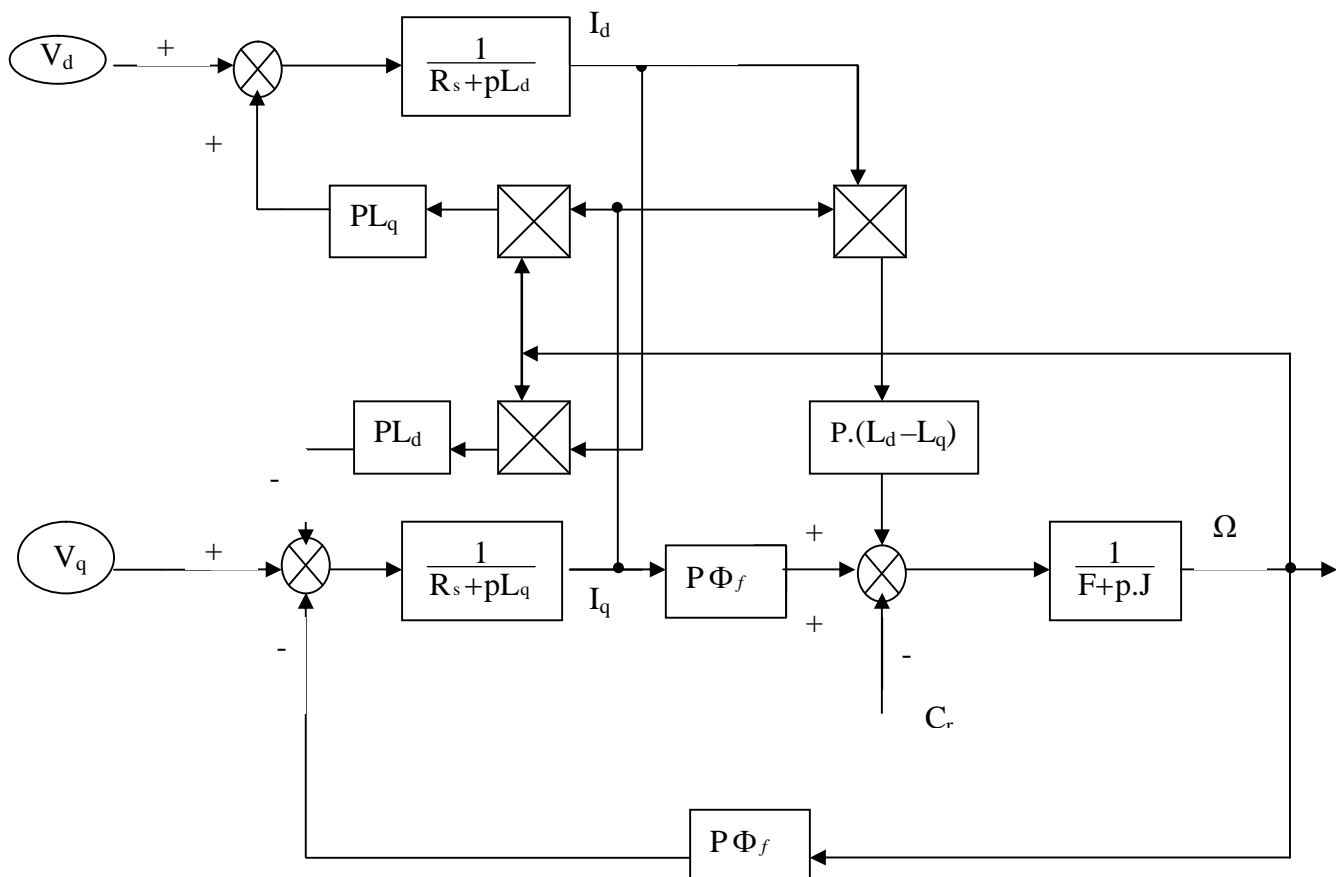 V_d
+
1
R_s+pL_d
I_d
+
PL_q
PL_d
P.(L_d–L_q)
-
V_q
+
1
R_s+pL_q
I_q
PΦ_f
+
+
1
F+p.J
Ω
-
-
C_r
PΦ_f